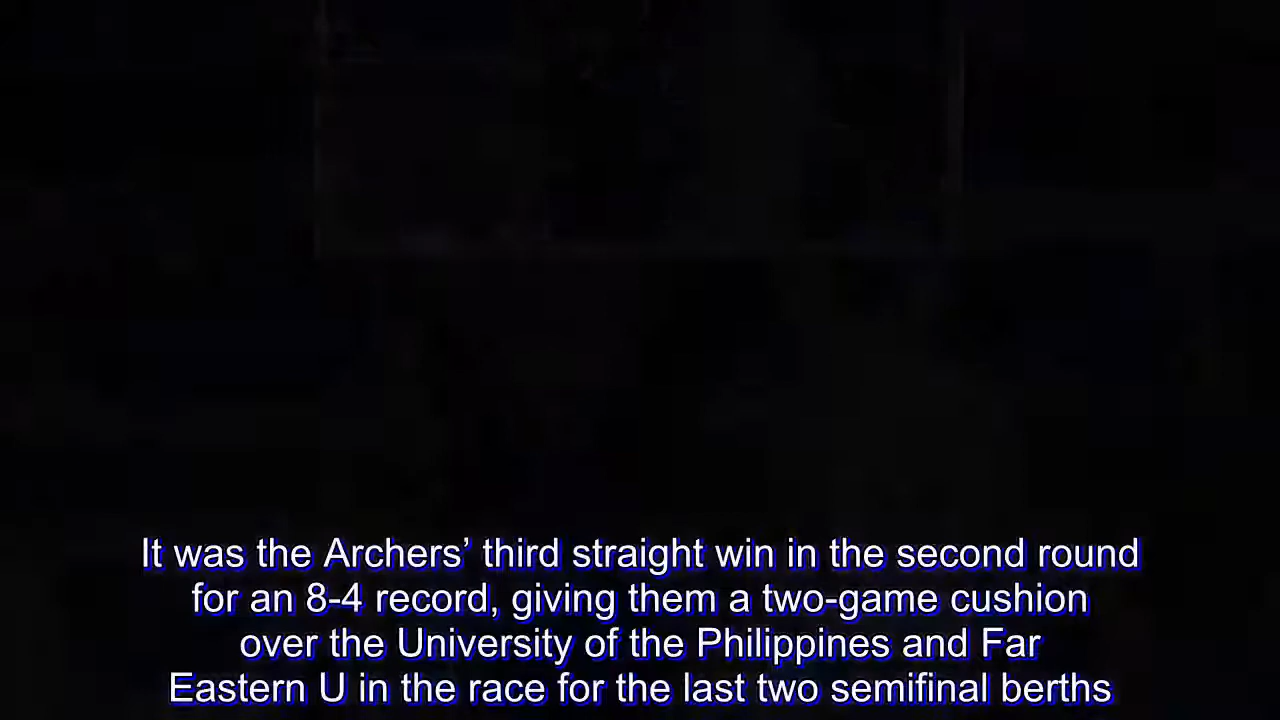 It was the Archers’ third straight win in the second round
for an 8-4 record, giving them a two-game cushion
over the University of the Philippines and Far
Eastern U in the race for the last two semifinal berths